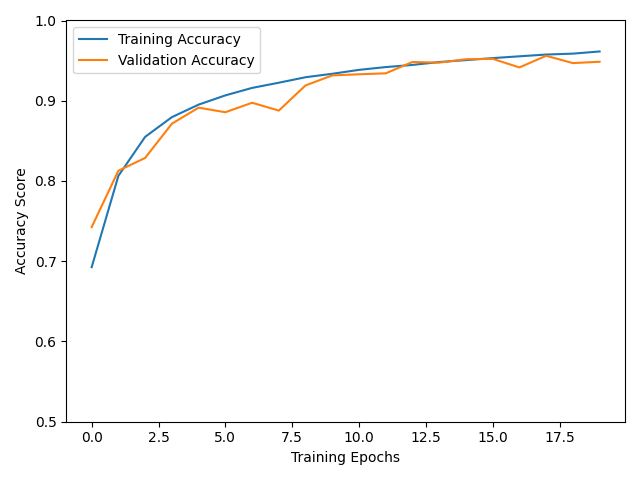 Training Accuracy
Validation Accuracy
1.0
0.9
0.8
0.7
0.6
0.5
Accuracy Score
0.0 2.5 5.0 7.5 10.0 12.5 15.0 17.5
Training Epochs